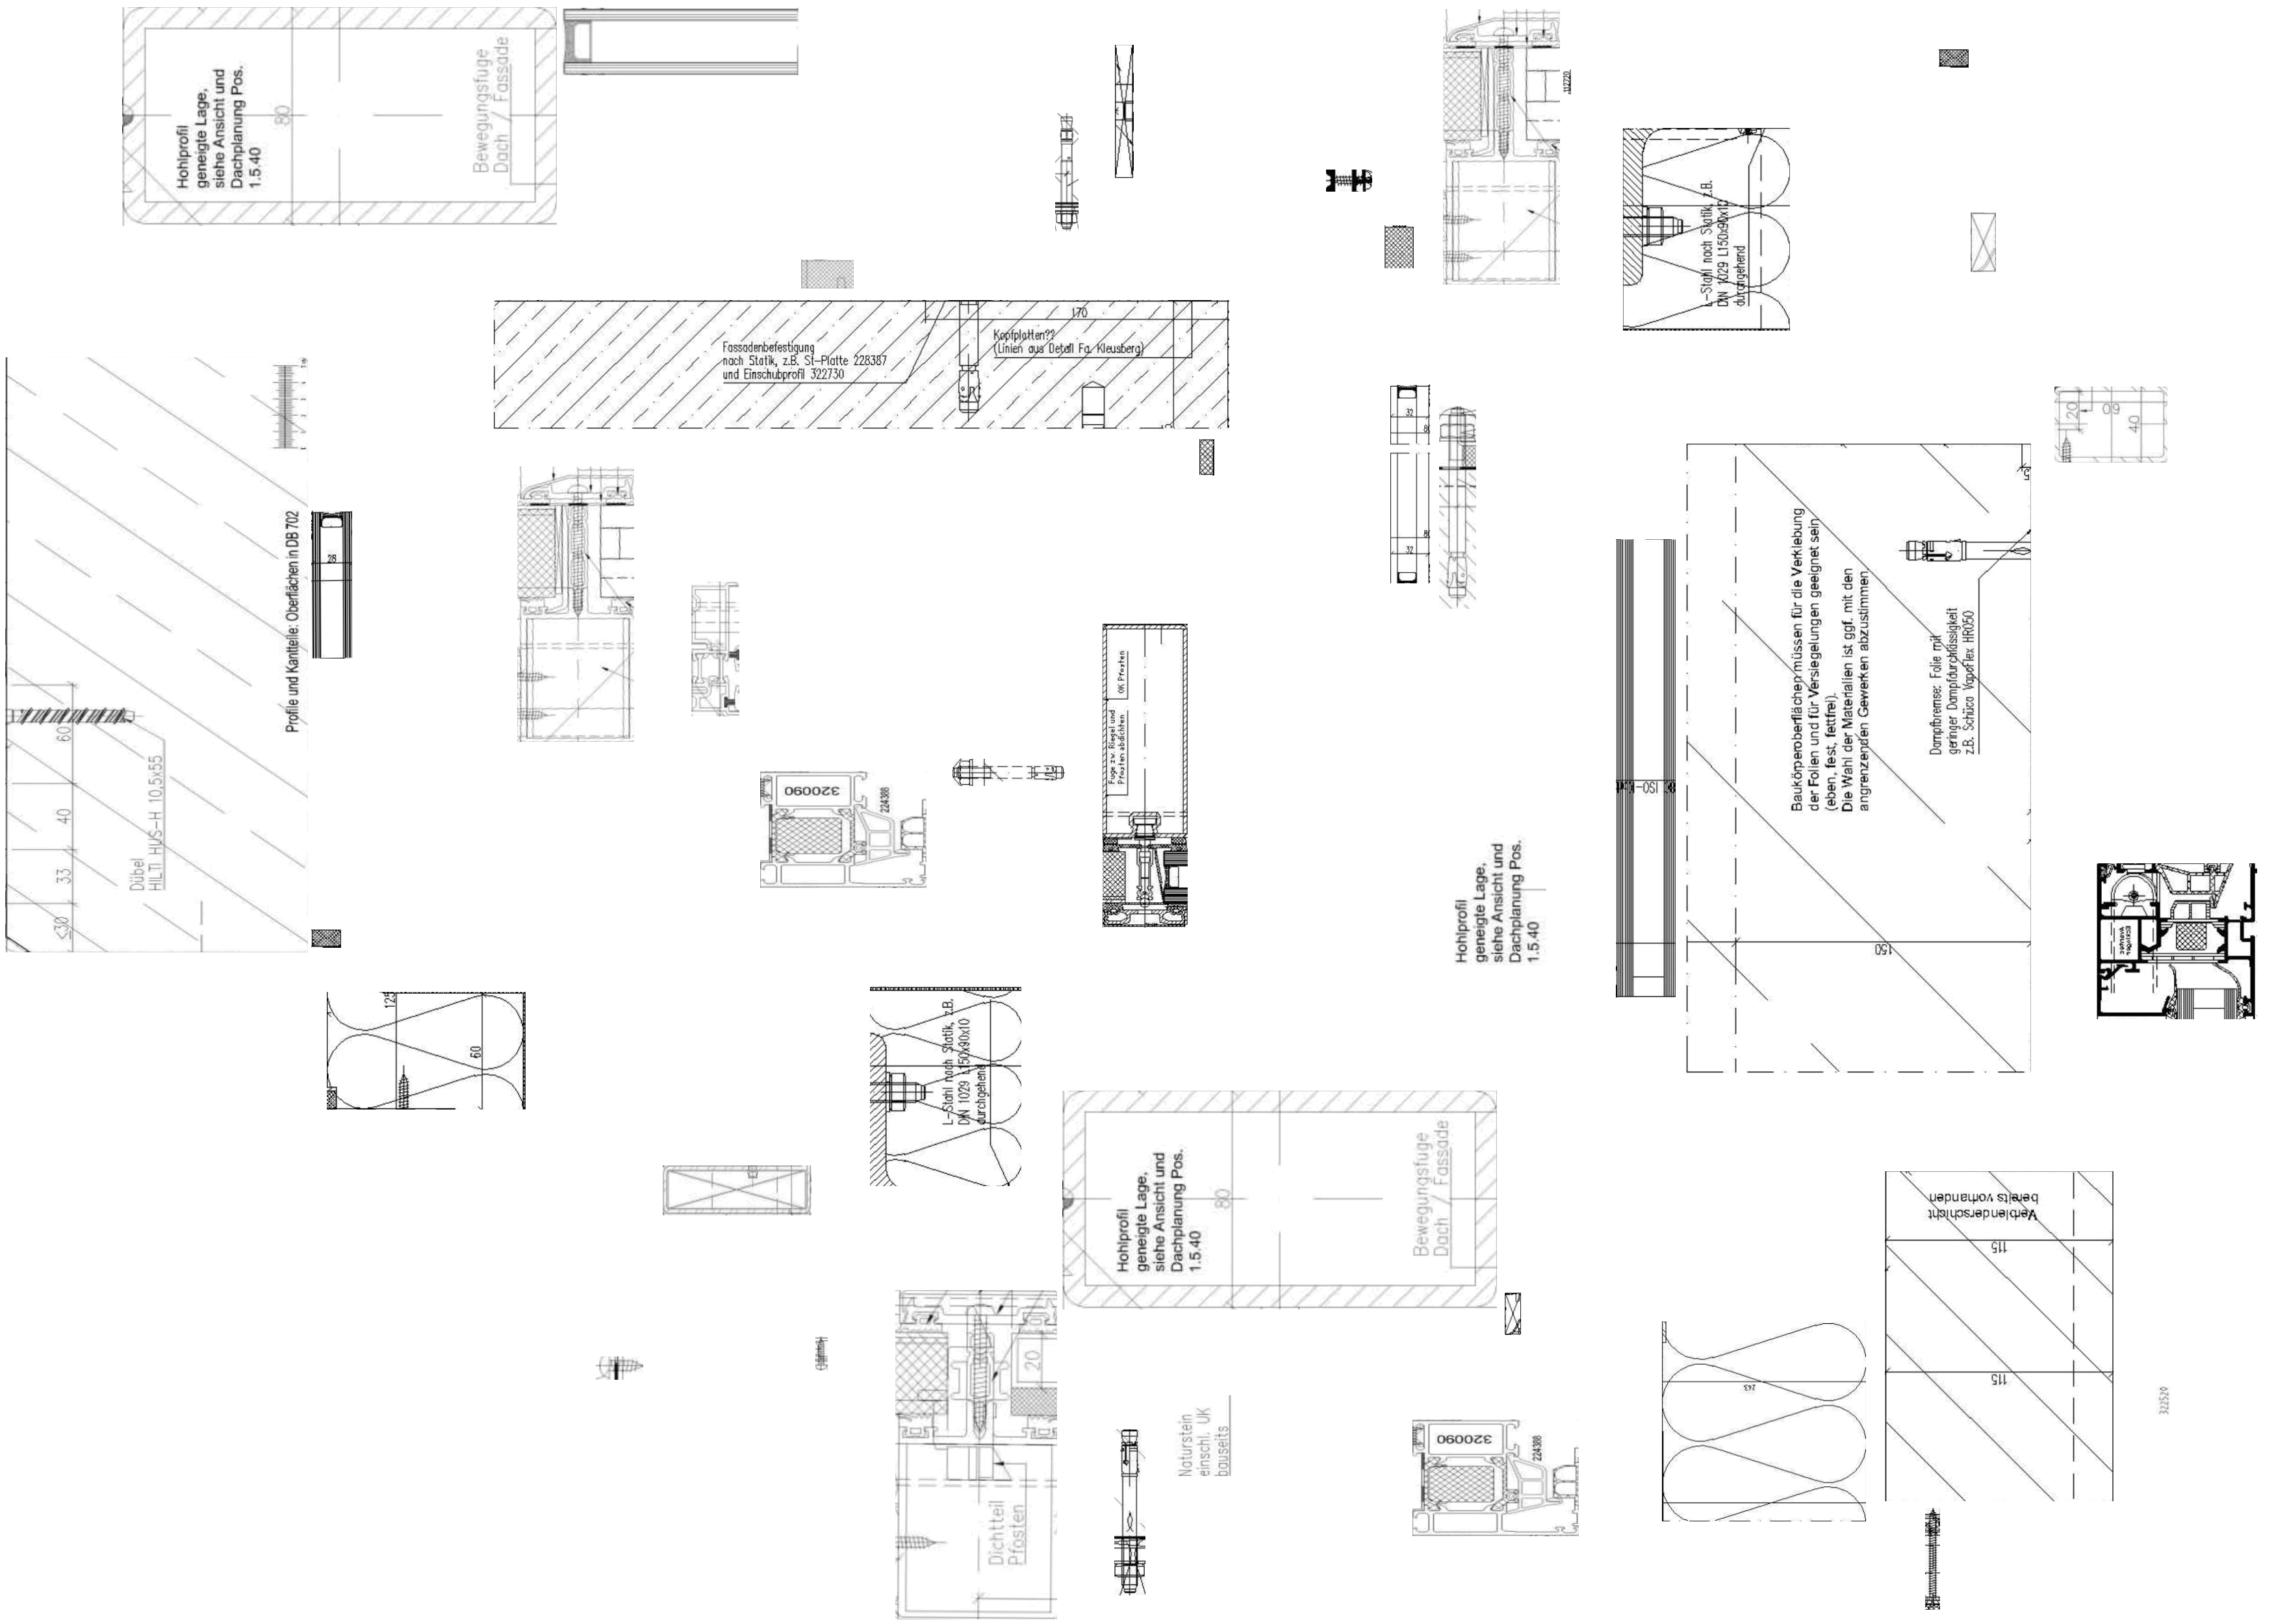 Hohlprofil
geneigte Lage,
siehe Ansicht und
Dachplanung Pos.
1.5.40
80
Bewegungsfuge
Dach / Fassade
112720
L-Stahl nach Statik, z.B.
DIN 1029 L150x90x10
durchgehend
170
Fassadenbefestigung
nach Statik, z.B. St-Platte 228387
und Einschubprofil 322730
Kopfplatten??
(Linien aus Detail Fa. Kleusberg)
Profile und Kantteile: Oberflächen in DB 702
28
60
40
33
≤30
Dübel
HILTI HUS-H 10,5x55
32
32
20
60
40
Baukörperoberflächen müssen für die Verklebung
der Folien und für Versiegelungen geeignet sein
(eben, fest, fettfrei).
Die Wahl der Materialien ist ggf. mit den
angrenzenden Gewerken abzustimmen
Dampfbremse: Folie mit
geringer Dampfdurchlässigkeit
z.B. Schüco Vapoflex HR050
150
OK Pfosten
Fuge zw. Riegel und
Pfosten abdichten
320090
224388
Hohlprofil
geneigte Lage,
siehe Ansicht und
Dachplanung Pos.
1.5.40
125
60
L-Stahl nach Statik, z.B.
DIN 1029 L150x90x10
durchgehend
Hohlprofil
geneigte Lage,
siehe Ansicht und
Dachplanung Pos.
1.5.40
80
Bewegungsfuge
Dach / Fassade
Verblenderschicht
bereits vorhanden
115
115
20
Dichtteil
Pfosten
Naturstein
einschl. UK
bauseits
320090
224388
322529